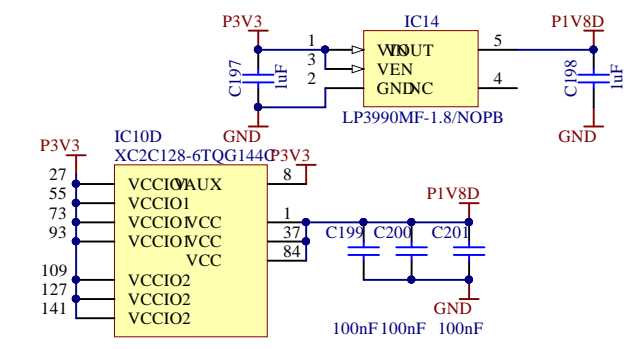 P3V3
IC14
P1V8D
1
VIN
VOUT
5
3
VEN
2
GND
NC
4
C197
1uF
C198
1uF
GND
LP3990MF-1.8/NOPB
GND
IC10D
XC2C128-6TQG144C
P3V3
P3V3
27
VCCIO1
VAUX
8
55
VCCIO1
73
VCCIO1
VCC
1
93
VCCIO1
VCC
37
VCC
84
109
VCCIO2
127
VCCIO2
141
VCCIO2
P1V8D
C199
C200
C201
GND
100nF
100nF
100nF